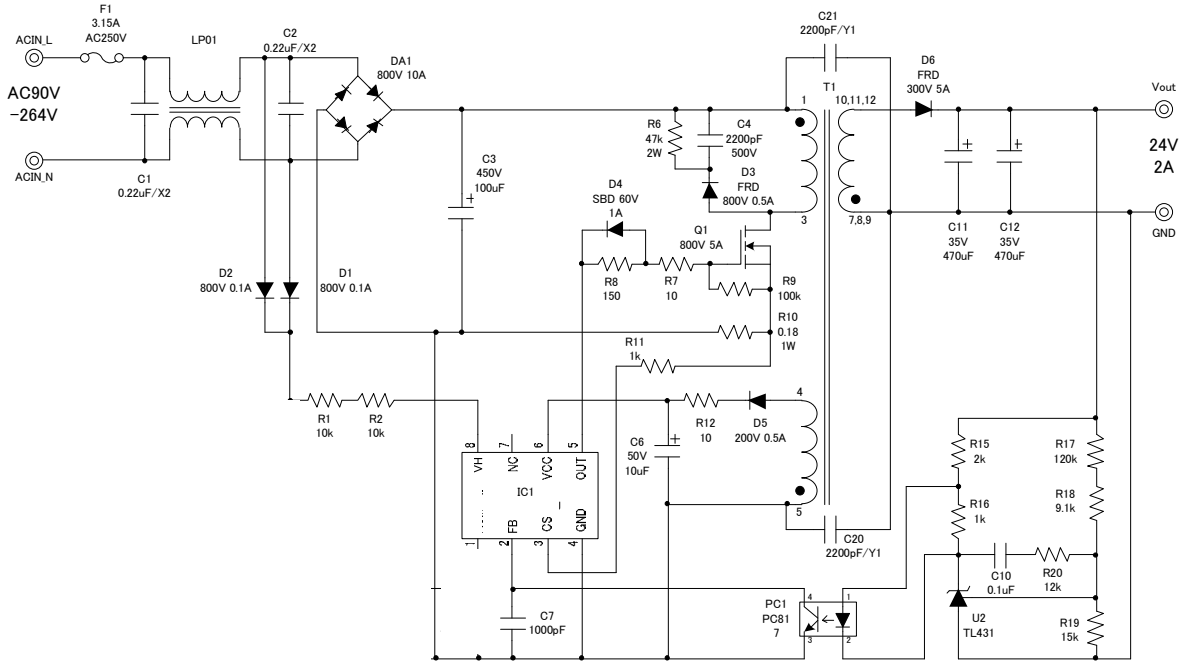 F1
3.15A
AC250V
ACIN_L
LP01
C2
0.22uF/X2
DA1
800V 10A
C21
2200pF/Y1
D6
FRD
300V 5A
Vout
AC90V
-264V
T1
1
10,11,12
R6
47k
2W
C4
2200pF
500V
24V
2A
ACIN_N
C1
0.22uF/X2
C3
450V
100uF
+
D4
SBD 60V
1A
D3
FRD
800V 0.5A
3
7,8,9
+
+
GND
Q1
800V 5A
C11
35V
470uF
C12
35V
470uF
D2
800V 0.1A
D1
800V 0.1A
R8
150
R7
10
R9
100k
R10
0.18
1W
R11
1k
R1
10k
R2
10k
R12
10
D5
200V 0.5A
4
8
7
6
5
VH
NC
VCC
OUT
IC1
FB
CS
GND
1
2
3
4
C6
50V
10uF
+
5
C20
2200pF/Y1
R15
2k
R17
120k
R16
1k
R18
9.1k
C10
0.1uF
R20
12k
C7
1000pF
PC1
PC81
7
4
1
3
2
U2
TL431
R19
15k